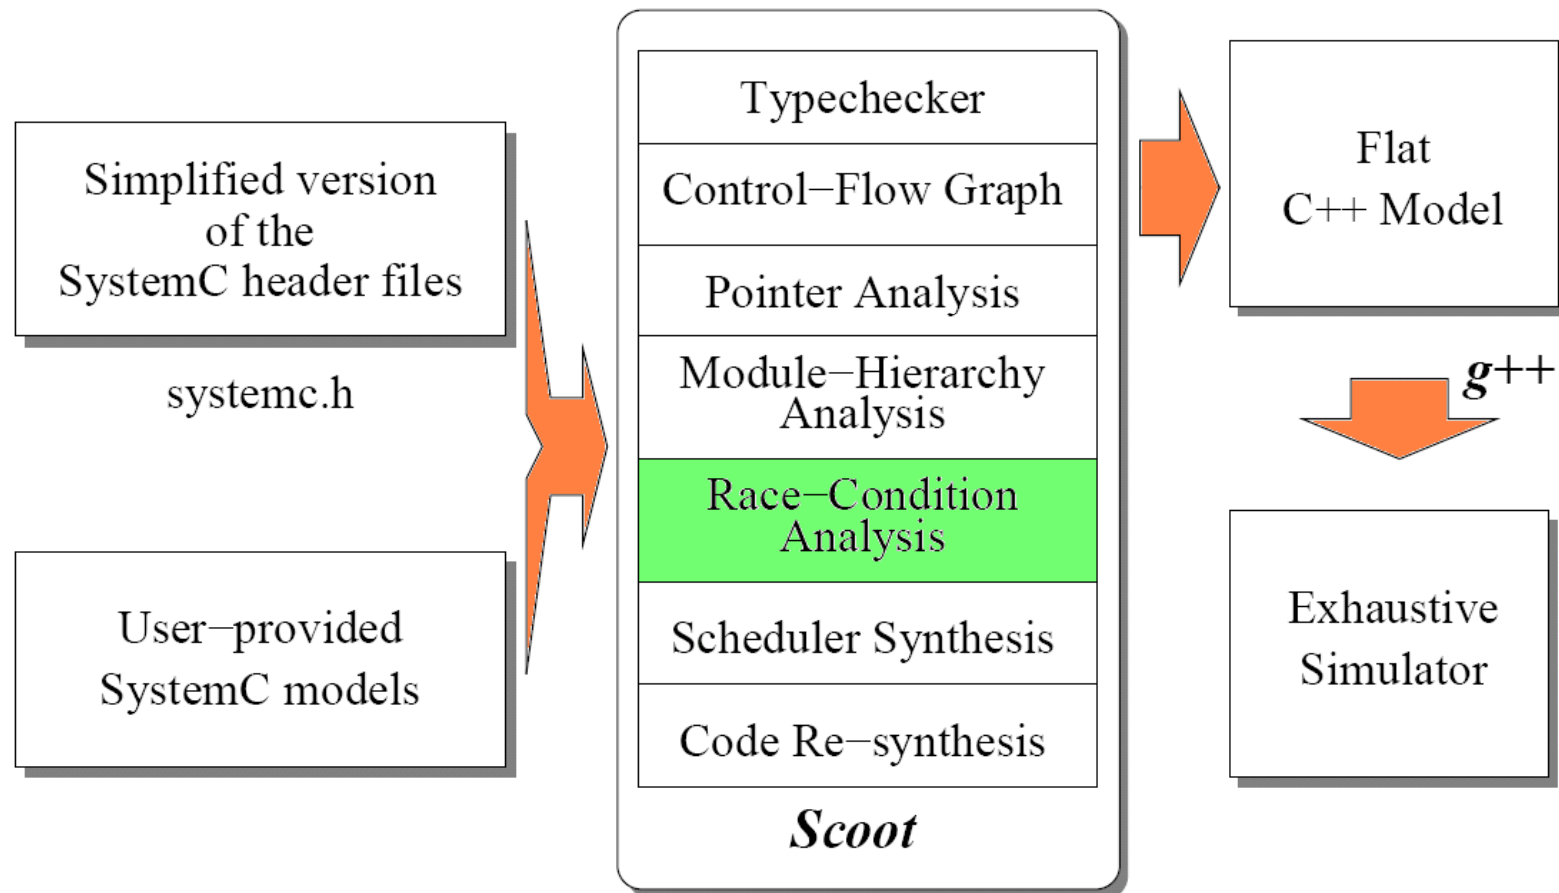 Simplified version
of the
SystemC header files
systemc.h
User−provided
SystemC models
Typechecker
Control−Flow Graph
Pointer Analysis
Module−Hierarchy
Analysis
Race−Condition
Analysis
Scheduler Synthesis
Code Re−synthesis
Scoot
Flat
C++ Model
g++
Exhaustive
Simulator